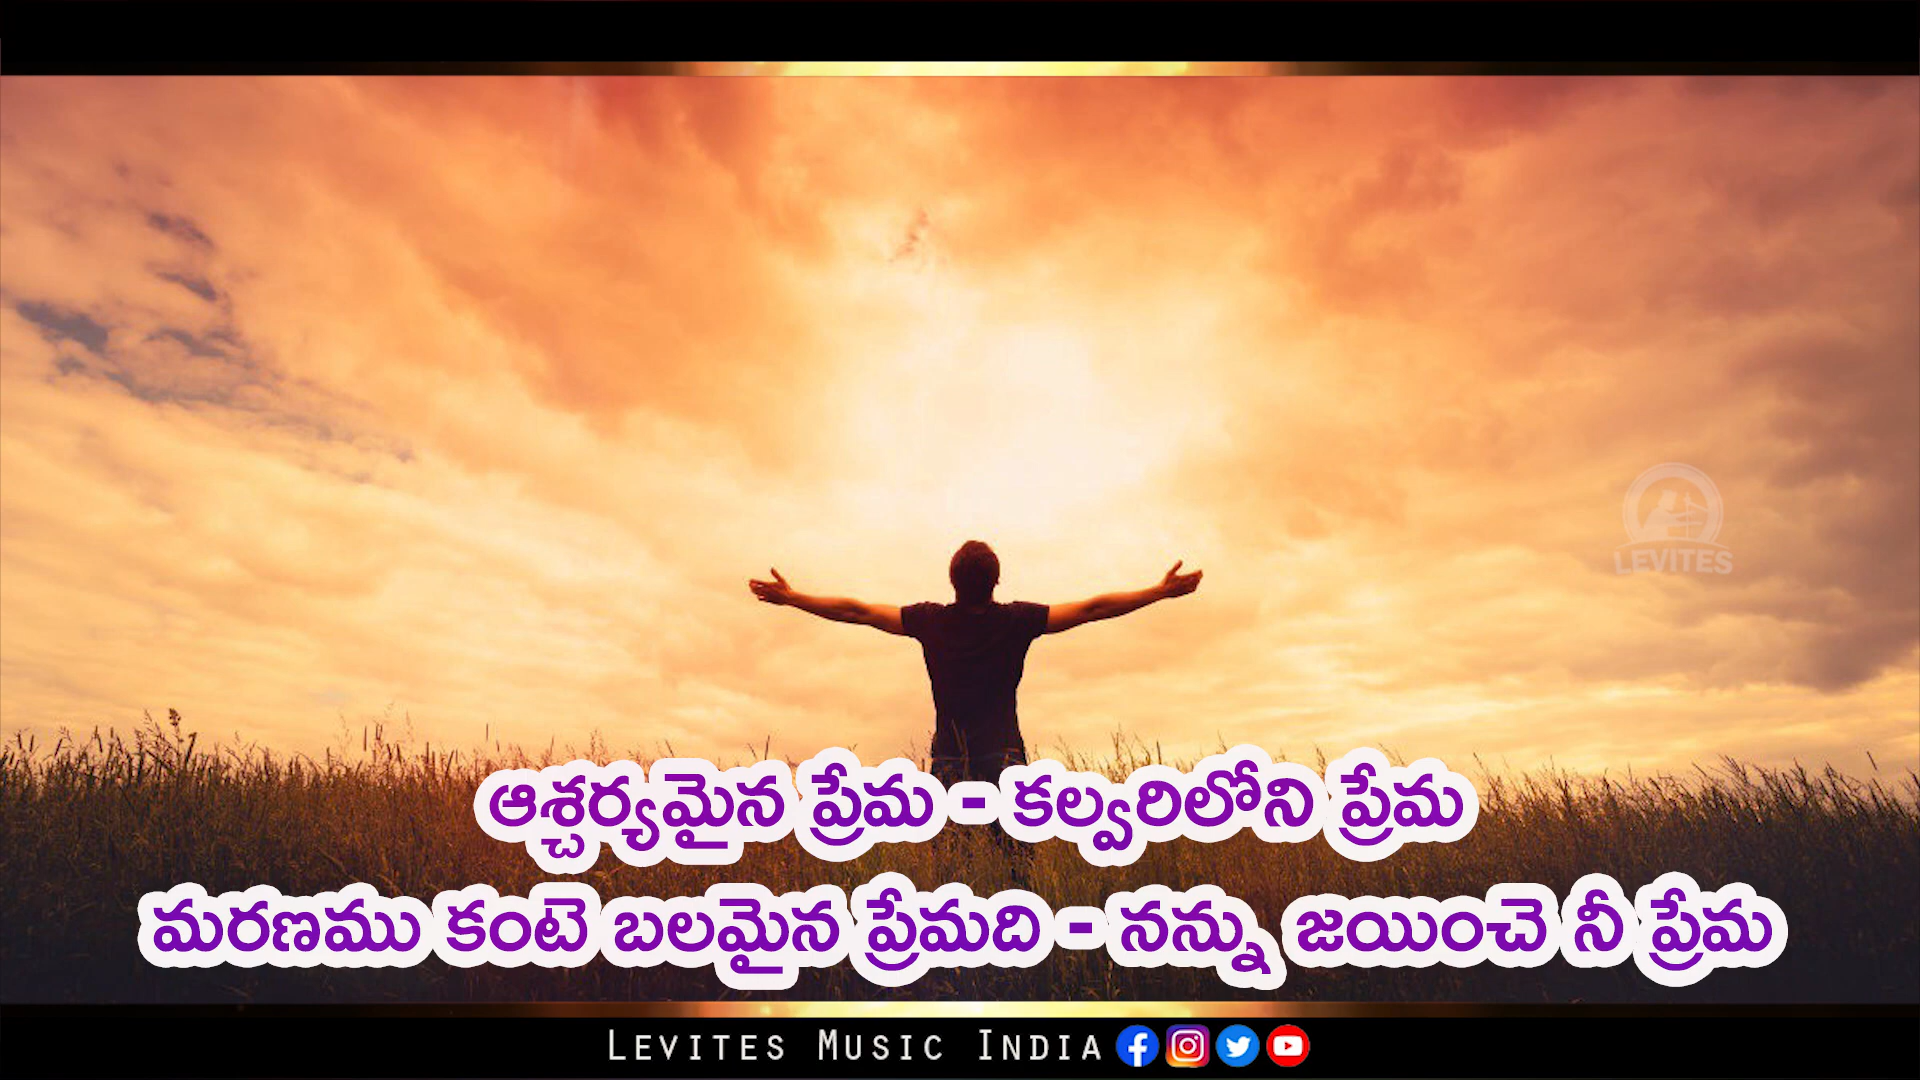 LEVITES
ఆశ్చర్యమైన ప్రేమ - కల్వరిలోని ప్రేమ
మరణము కంటె బలమైన ప్రేమది - నన్ను జయించె నీ ప్రేమ
Levites Music India